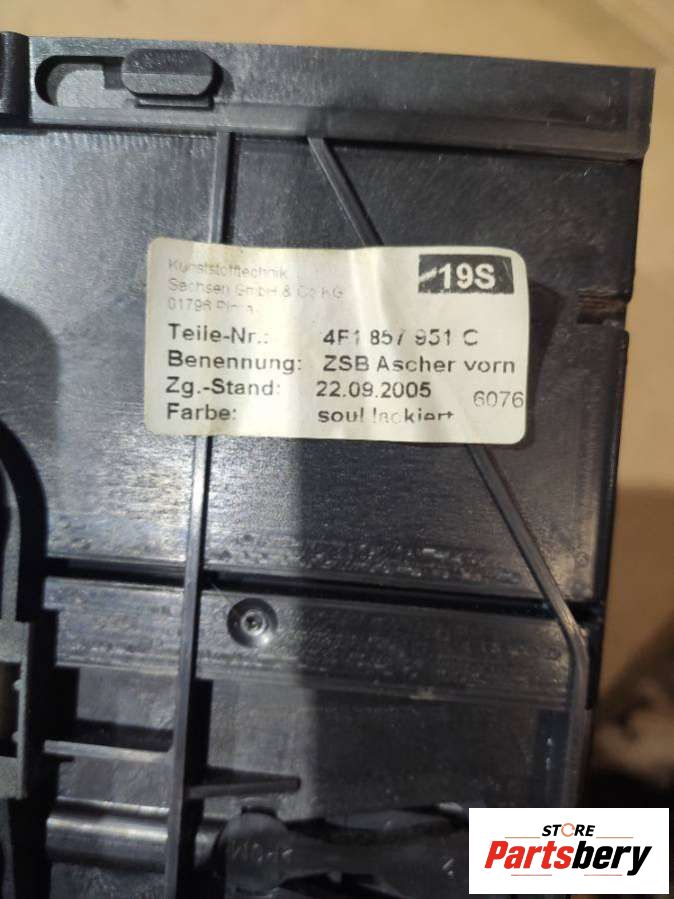 Kunststofftechnik
Sachsen GmbH & Co KG
01796 Pirna
19S
Teile-Nr.: 4F1 857 951 C
Benennung: ZSB Ascher vorn
Zg.-Stand: 22.09.2005
6076
Farbe: soul lackiert
STORE
Partsbery